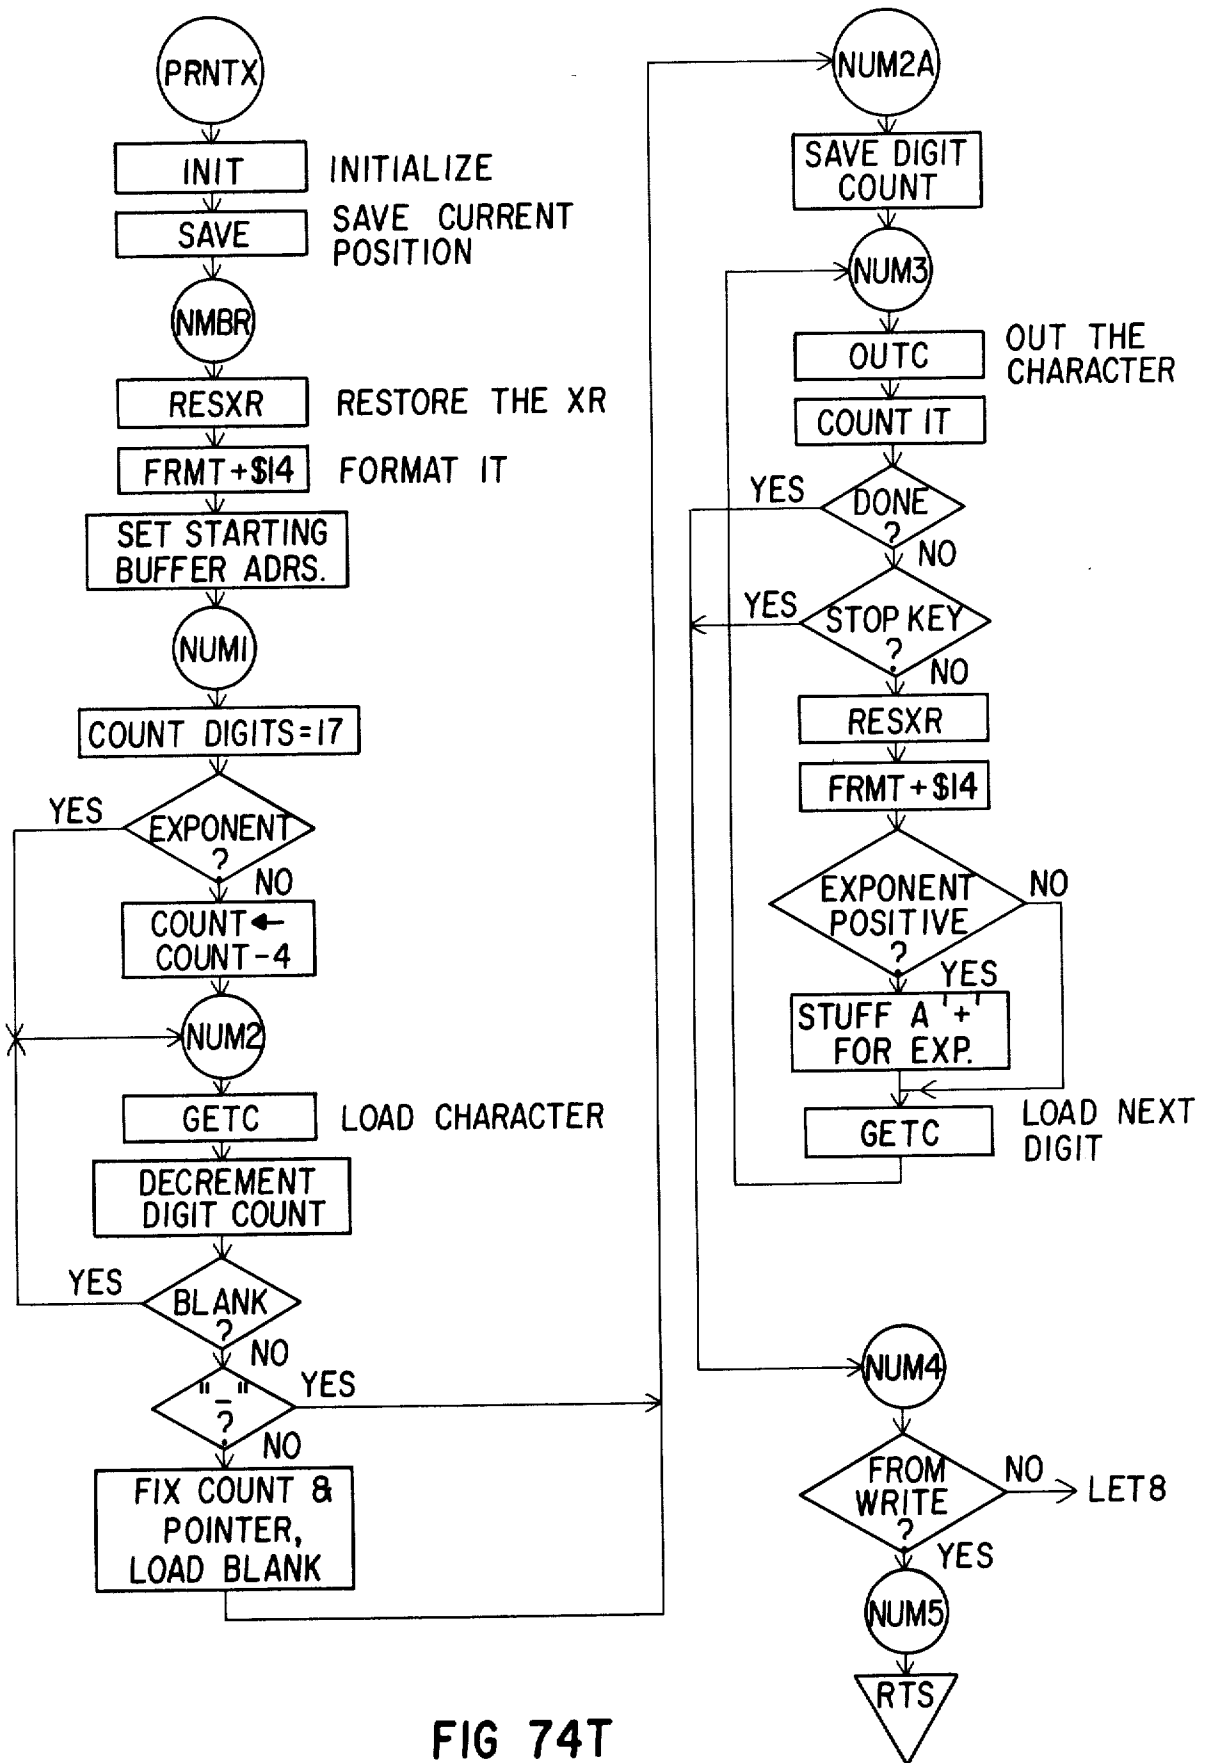 PRNTX
INIT
INITIALIZE
SAVE
SAVE CURRENT
POSITION
NMBR
RESXR
RESTORE THE XR
FRMT+$14
FORMAT IT
SET STARTING
BUFFER ADRS.
NUM1
COUNT DIGITS=17
YES
EXPONENT
?
NO
COUNT←
COUNT-4
NUM2
GETC
LOAD CHARACTER
DECREMENT
DIGIT COUNT
YES
BLANK
?
NO
"-"
?
YES
NO
FIX COUNT &
POINTER,
LOAD BLANK
NUM2A
SAVE DIGIT
COUNT
NUM3
OUTC
OUT THE
CHARACTER
COUNT IT
YES
DONE
?
NO
YES
STOP KEY
?
NO
RESXR
FRMT+$14
EXPONENT
POSITIVE
?
NO
YES
STUFF A '+'
FOR EXP.
GETC
LOAD NEXT
DIGIT
NUM4
FROM
WRITE
?
NO
LET8
YES
NUM5
RTS
FIG 74T